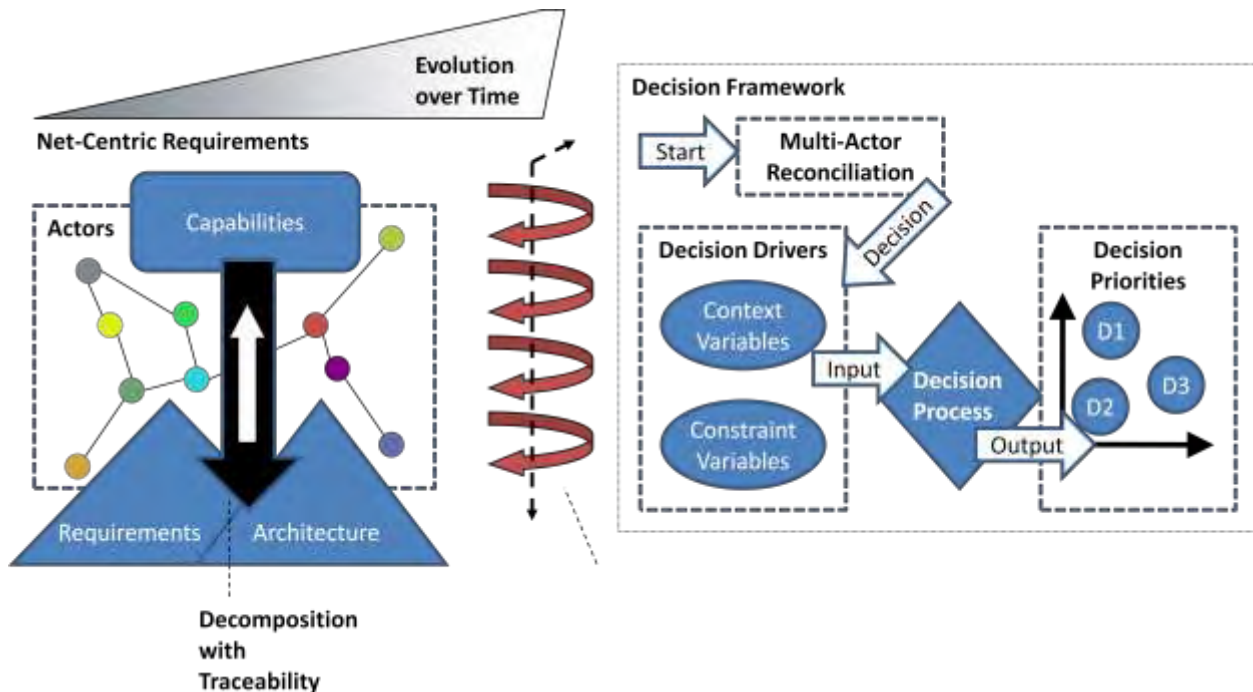 Evolution
over Time
Net-Centric Requirements
Capabilities
Actors
Requirements
Architecture
Decomposition
with
Traceability
Decision Framework
Start
Multi-Actor
Reconciliation
Decision
Decision Drivers
Context
Variables
Constraint
Variables
Input
Decision
Process
Output
Decision
Priorities
D1
D2
D3